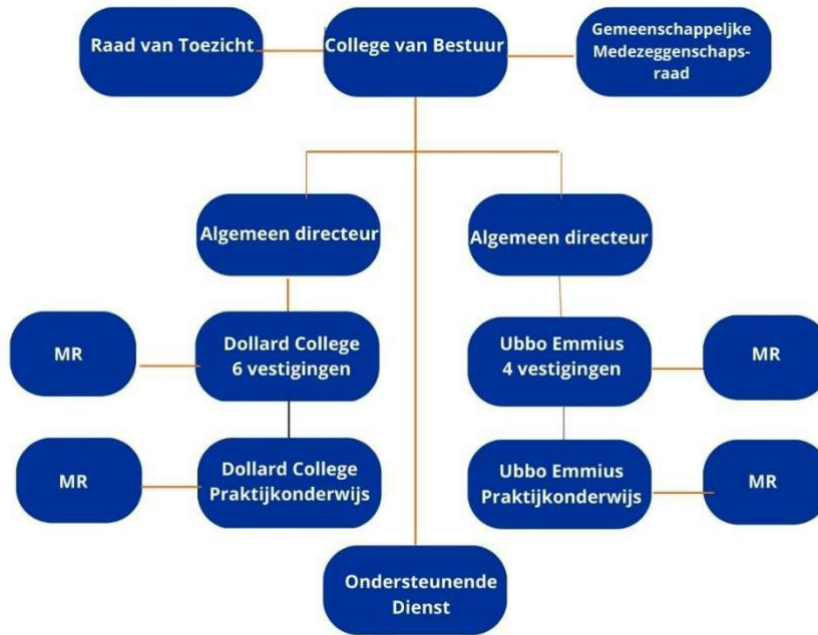 Raad van Toezicht
College van Bestuur
Gemeenschappeljke
Medezeggenschaps-
raad
Algemeen directeur
Algemeen directeur
MR
Dollard College
6 vestigingen
Ubbo Emmius
4 vestigingen
MR
MR
Dollard College
Praktijkonderwijs
Ubbo Emmius
Praktijkonderwijs
MR
Ondersteunende
Dienst